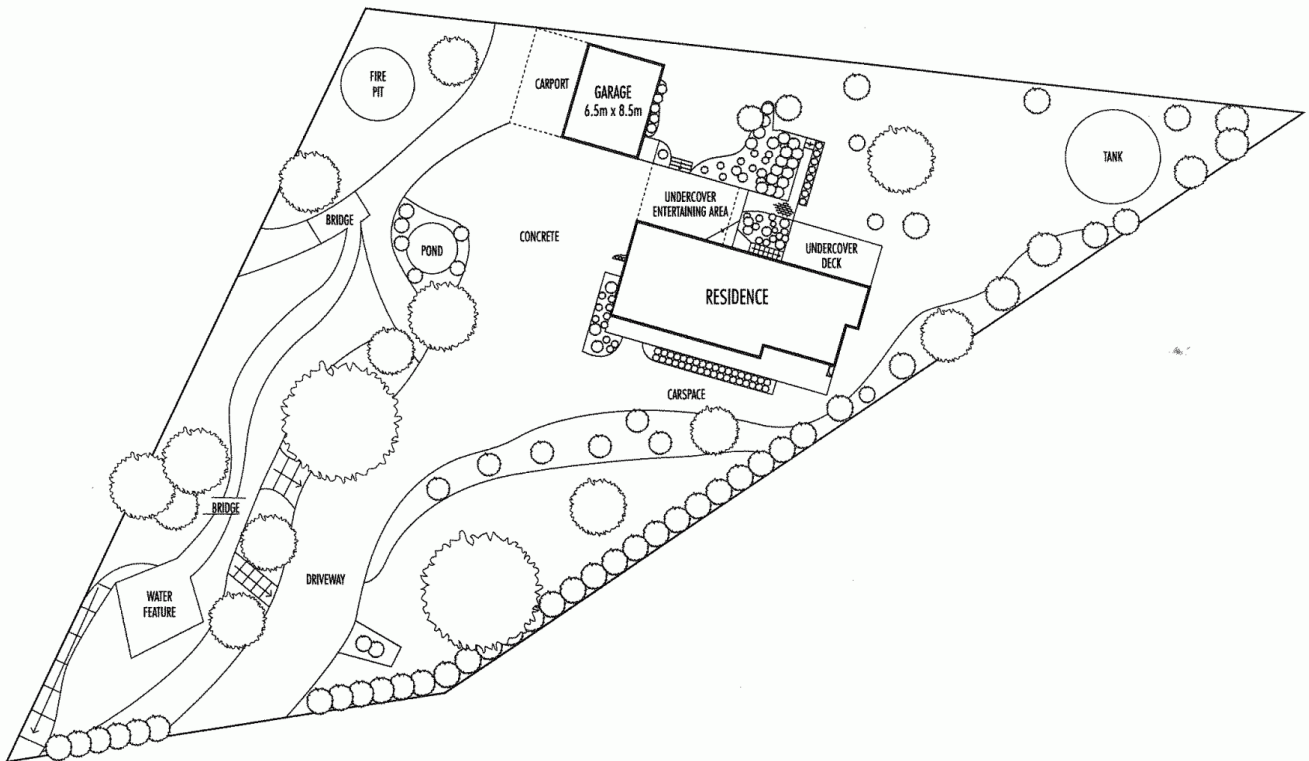 FIRE
PIT
CARPORT
GARAGE
6.5m x 8.5m
TANK
BRIDGE
POND
CONCRETE
UNDERCOVER
ENTERTAINING AREA
UNDERCOVER
DECK
RESIDENCE
CARSPACE
BRIDGE
DRIVEWAY
WATER
FEATURE